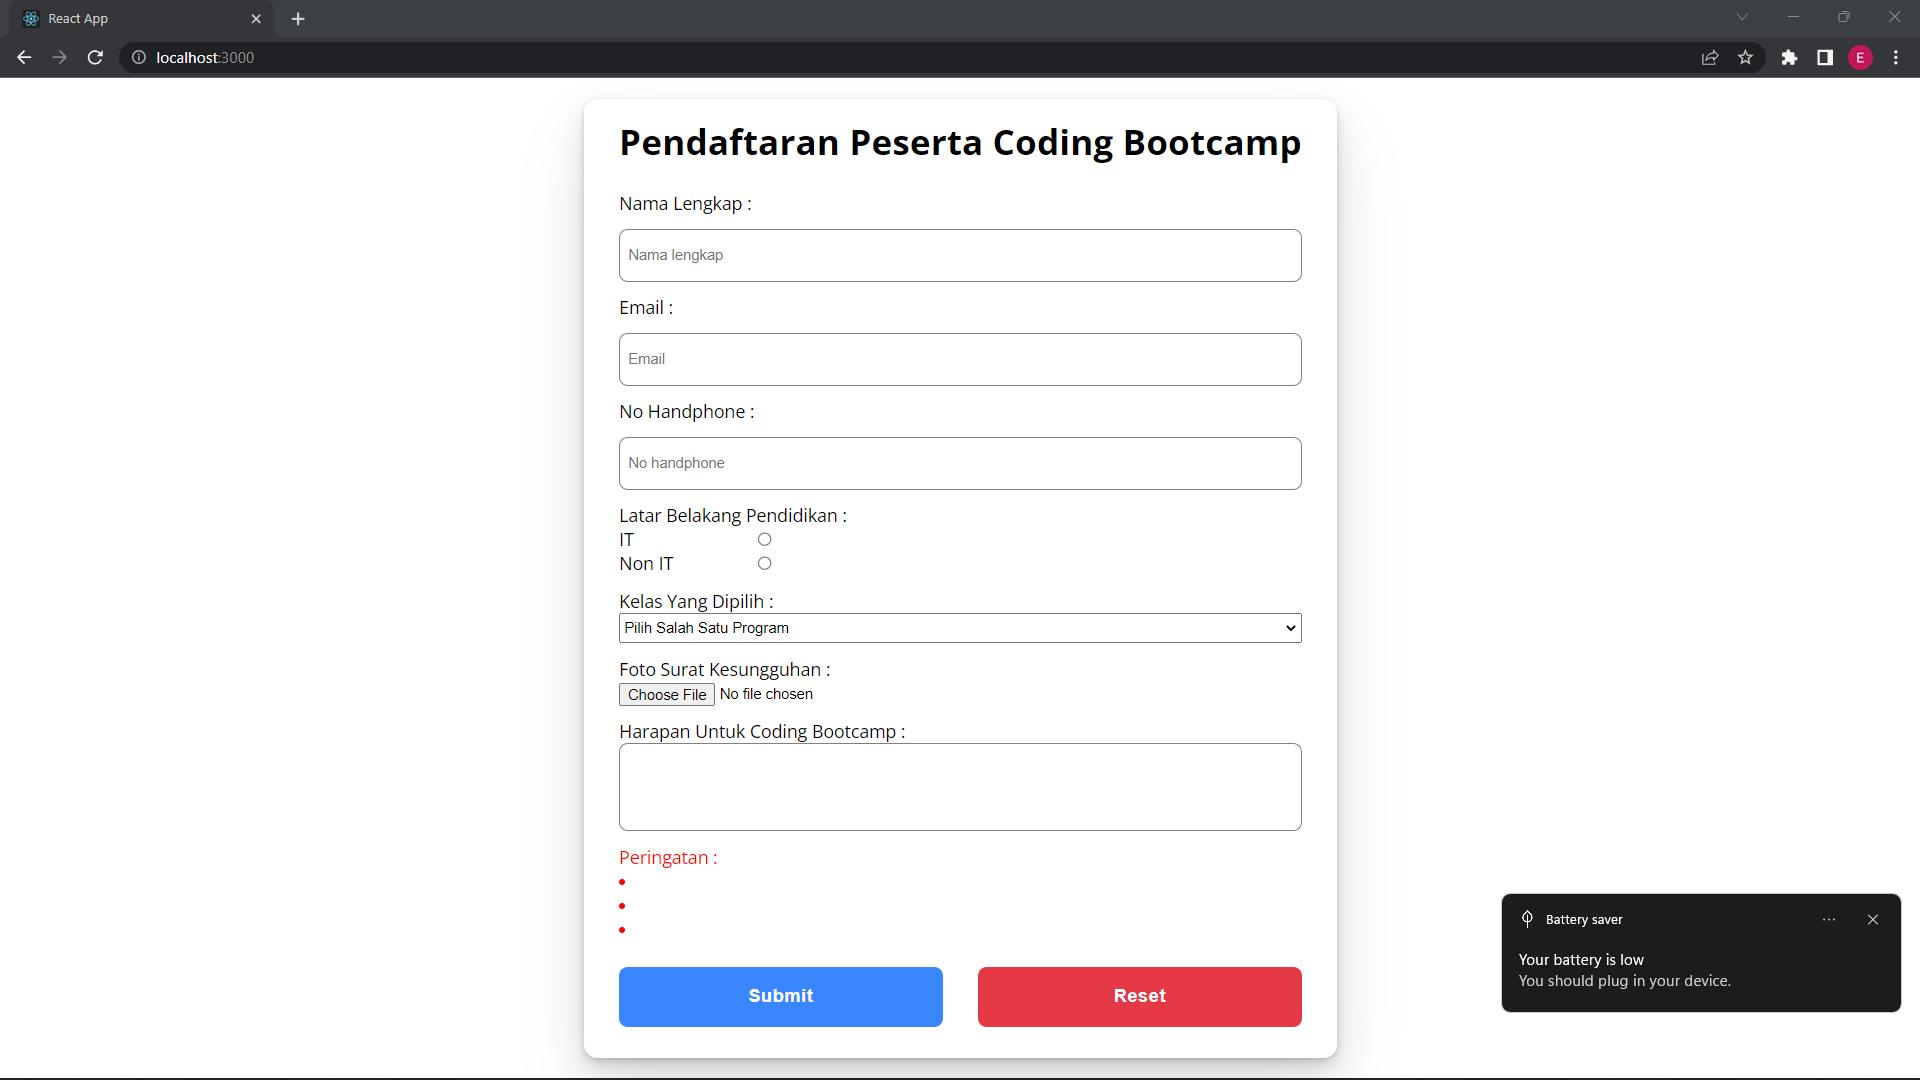 React App
localhost:3000
E
Pendaftaran Peserta Coding Bootcamp
Nama Lengkap :
Nama lengkap
Email :
Email
No Handphone :
No handphone
Latar Belakang Pendidikan :
IT
Non IT
Kelas Yang Dipilih :
Pilih Salah Satu Program
Foto Surat Kesungguhan :
Choose File No file chosen
Harapan Untuk Coding Bootcamp :
Peringatan :
Submit Reset
Battery saver
Your battery is low
You should plug in your device.